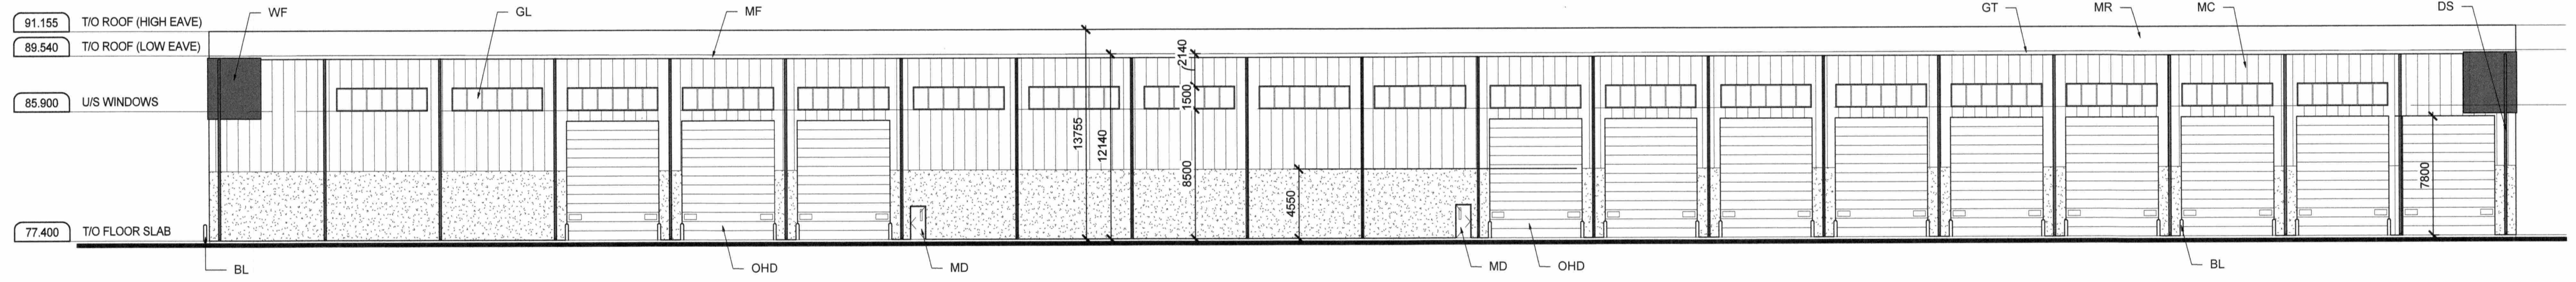 91.155 T/O ROOF (HIGH EAVE)
WF
GL
MF
GT
MR
MC
DS
89.540 T/O ROOF (LOW EAVE)
2140
85.900 U/S WINDOWS
1500
13755
12140
8500
4550
7800
77.400 T/O FLOOR SLAB
BL
OHD
MD
MD
OHD
BL